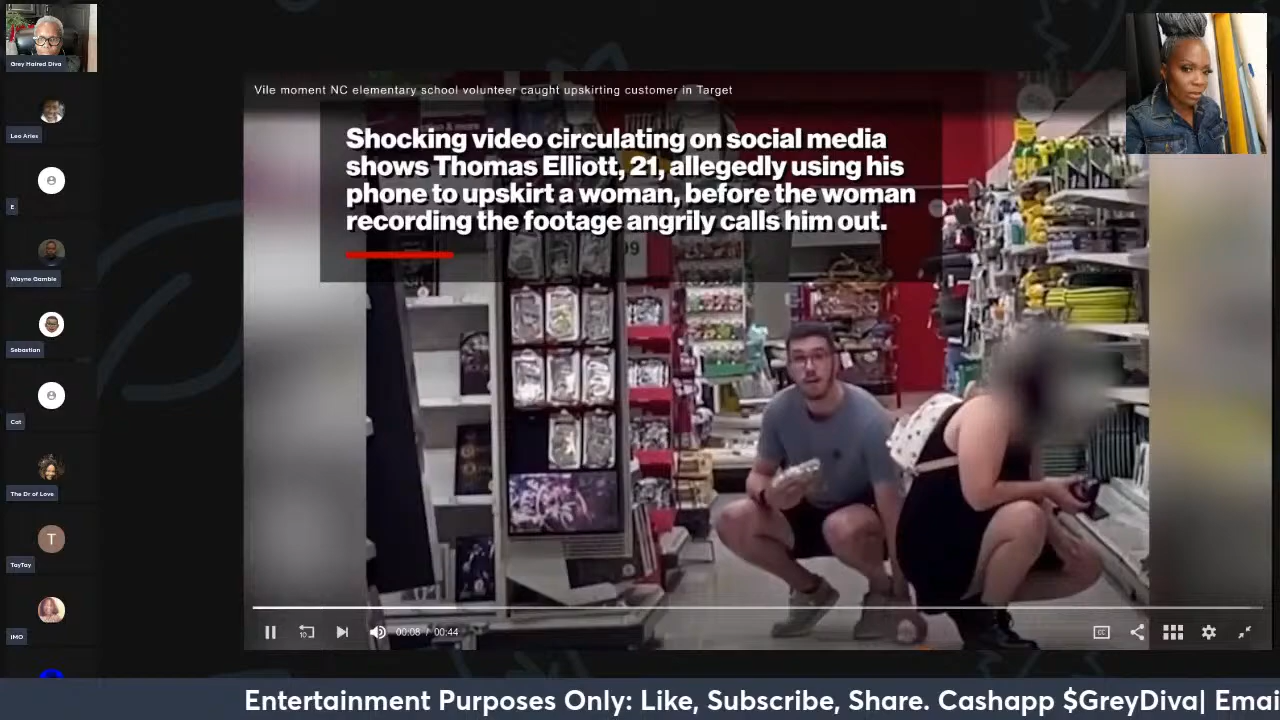 Grey Haired Diva
Leo Aries
E
Wayne Gamble
Sebastian
Cat
The Dr of Love
T
TayTay
IMO
Vile moment NC elementary school volunteer caught upskirting customer in Target
Shocking video circulating on social media
shows Thomas Elliott, 21, allegedly using his
phone to upskirt a woman, before the woman
recording the footage angrily calls him out.
99
10
00:08 / 00:44
CC
Entertainment Purposes Only: Like, Subscribe, Share. Cashapp $GreyDiva| Emai